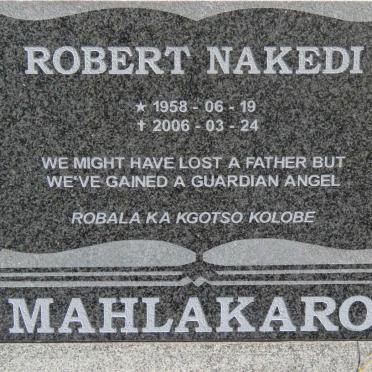 ROBERT NAKEDI
★ 1958 - 06 - 19
✝ 2006 - 03 - 24
WE MIGHT HAVE LOST A FATHER BUT
WE'VE GAINED A GUARDIAN ANGEL
ROBALA KA KGOTSO KOLOBE
MAHLAKARO